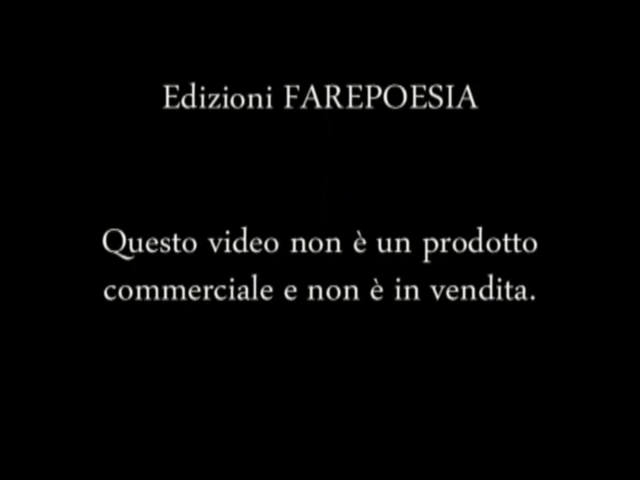 Edizioni FAREPOESIA
Questo video non è un prodotto
commerciale e non è in vendita.